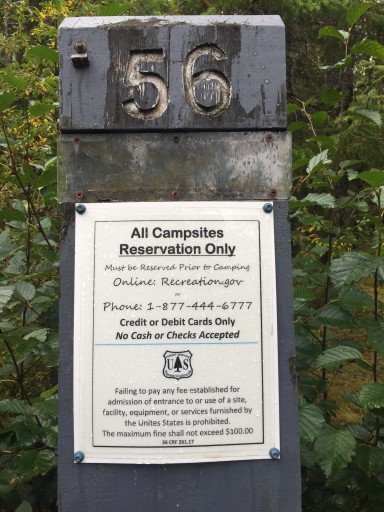 56
All Campsites
Reservation Only
Must be Reserved Prior to Camping
Online: Recreation.gov
or
Phone: 1-877-444-6777
Credit or Debit Cards Only
No Cash or Checks Accepted
U S
Failing to pay any fee established for
admission of entrance to or use of a site,
facility, equipment, or services furnished by
the Unites States is prohibited.
The maximum fine shall not exceed $100.00
36 CRF 261.17